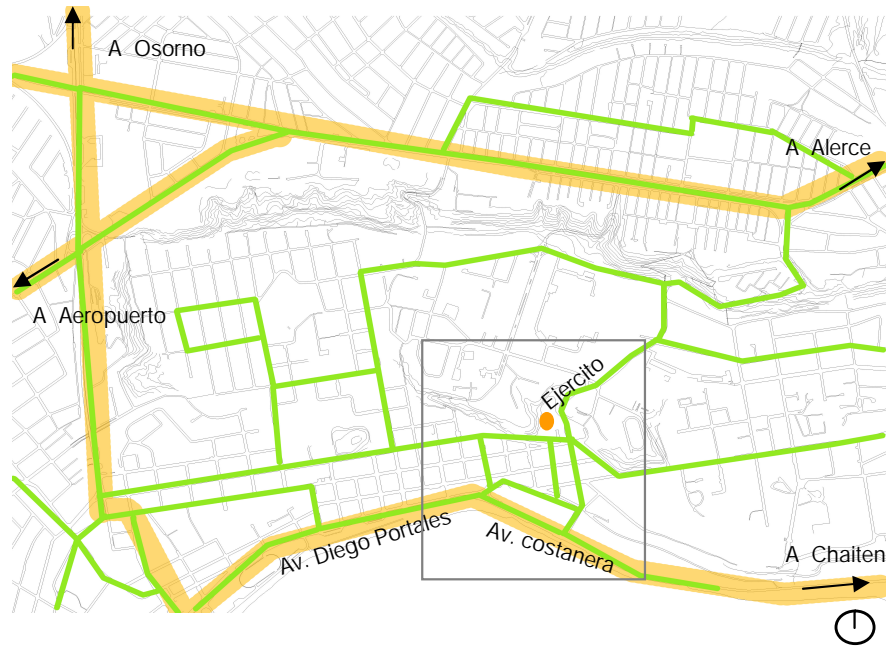 A Osorno
A Alerce
A Aeropuerto
Ejercito
Av. Diego Portales
Av. costanera
A Chaiten